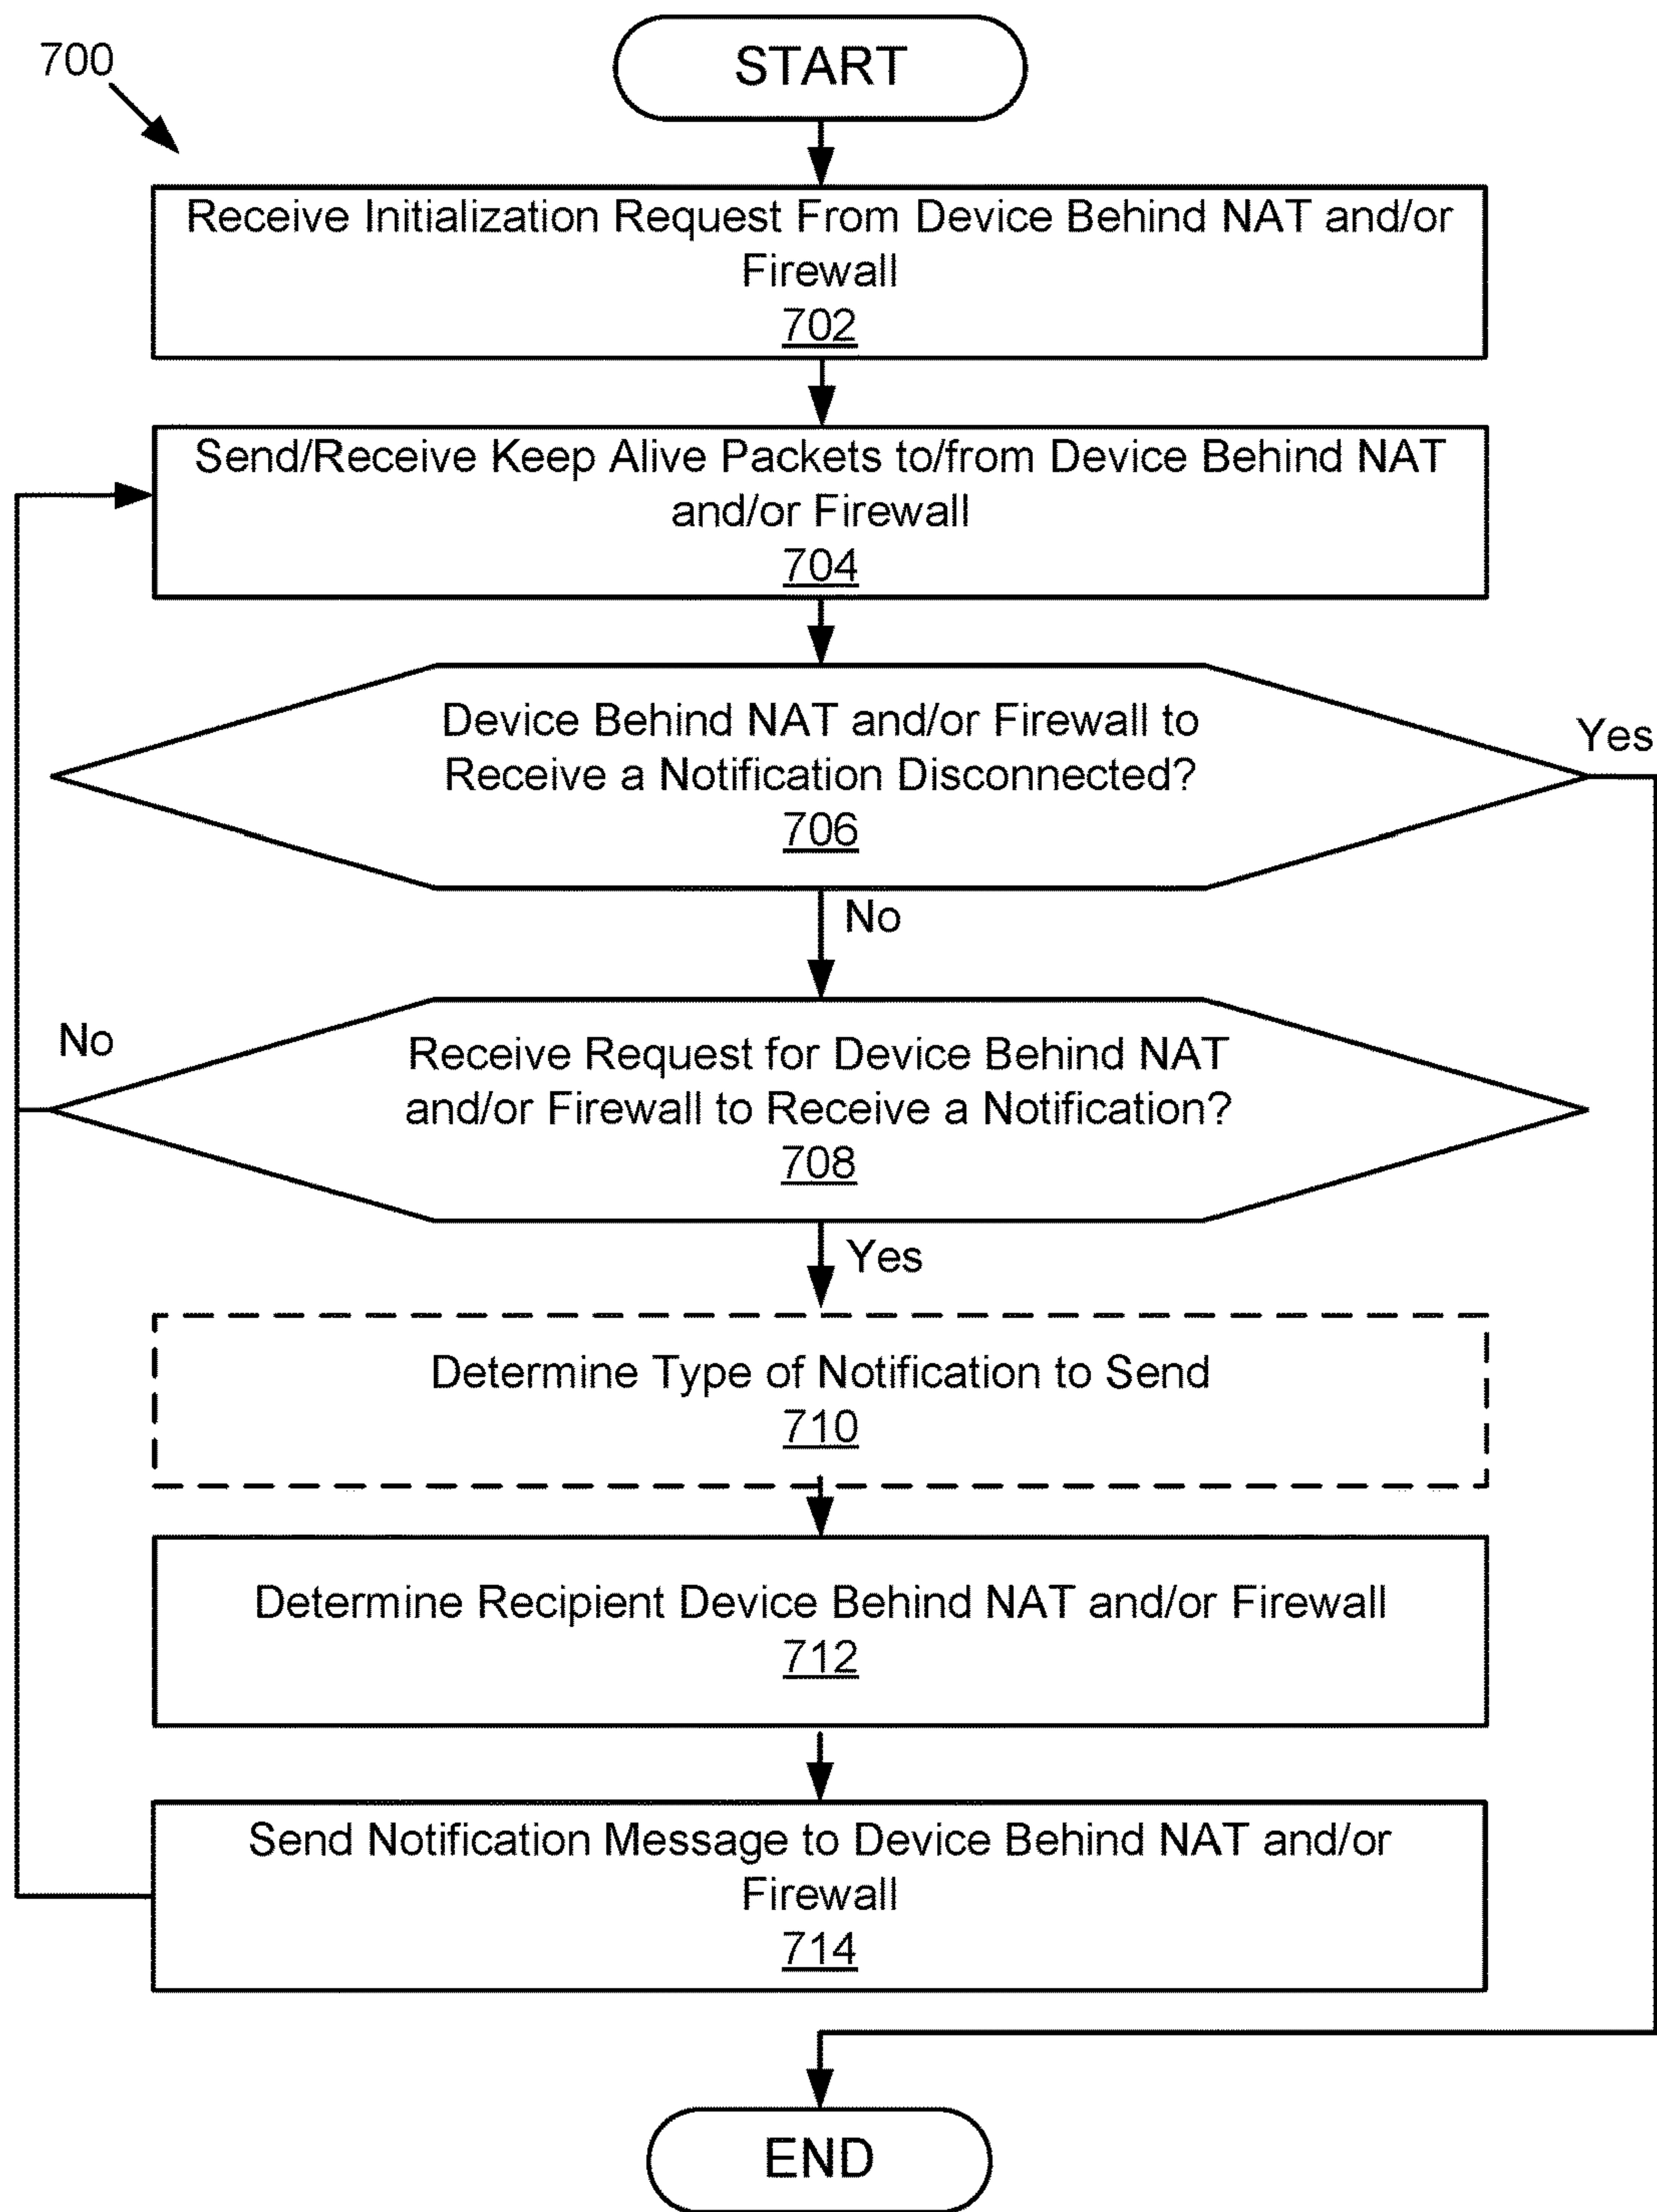 700
START
Receive Initialization Request From Device Behind NAT and/or
Firewall
702
Send/Receive Keep Alive Packets to/from Device Behind NAT
and/or Firewall
704
Device Behind NAT and/or Firewall to
Receive a Notification Disconnected?
706
Yes
No
Receive Request for Device Behind NAT
and/or Firewall to Receive a Notification?
708
No
Yes
Determine Type of Notification to Send
710
Determine Recipient Device Behind NAT and/or Firewall
712
Send Notification Message to Device Behind NAT and/or
Firewall
714
END